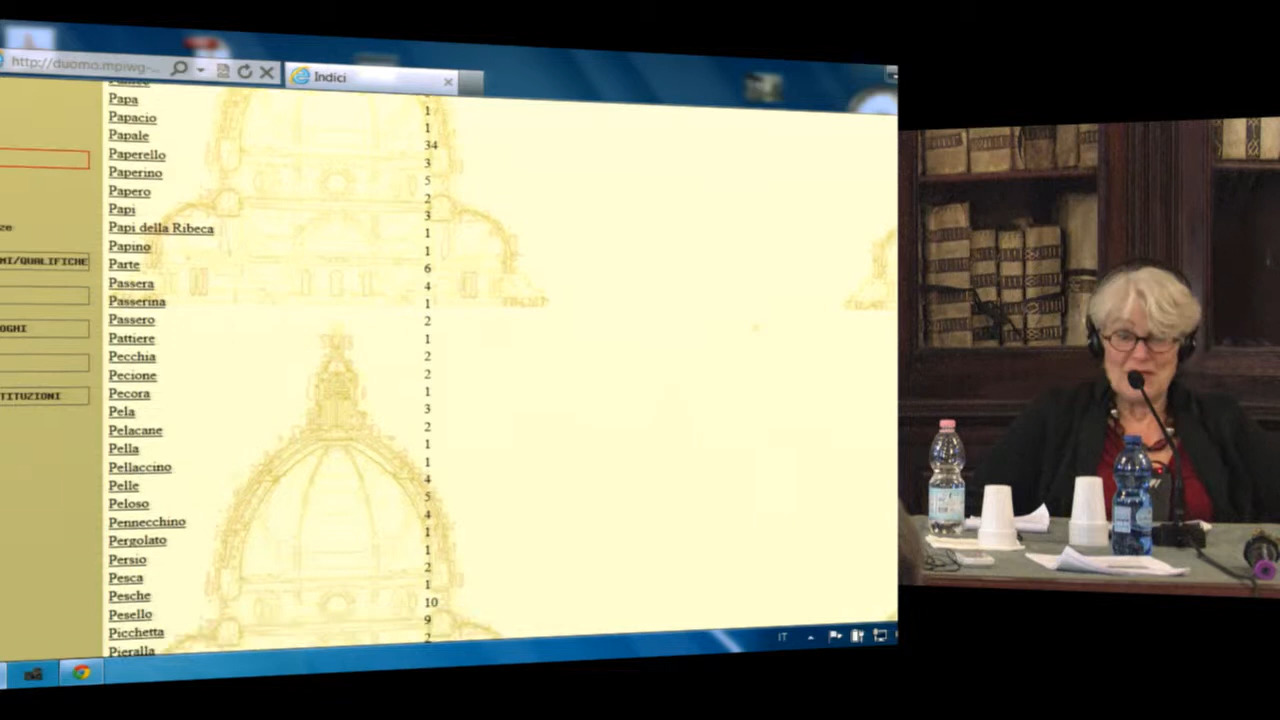 http://duomo.mpiwg-...
Indici
Papa
Papacio
Papale
Paperello
Paperino
Papero
Papi
Papi della Ribeca
Papino
Parte
Passera
Passerina
Passero
Pattiere
Pecchia
Pecione
Pecora
Pela
Pelacane
Pella
Pellaccino
Pelle
Peloso
Pennecchino
Pergolato
Persio
Pesca
Pesche
Pesello
Picchetta
Pieralla
1
1
34
3
5
2
3
1
1
6
4
1
2
1
2
2
1
3
2
1
1
4
5
4
1
1
2
1
10
9
2
ze
MI/QUALIFICHE
OGHI
TITUZIONI
IT